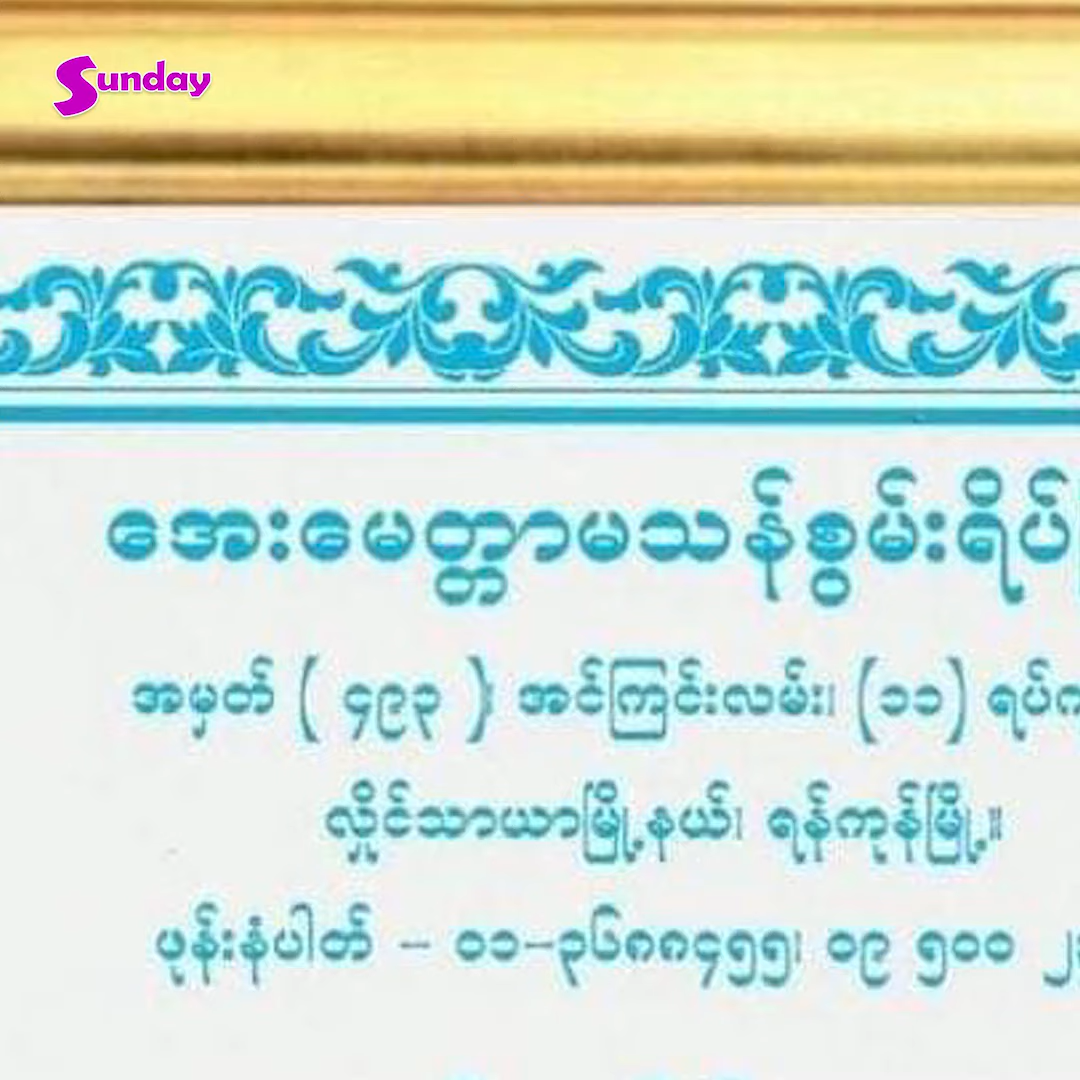 Sunday
အေးမေတ္တာမသန်စွမ်းရိပ်
အမှတ် ( ၄၉၃ ) အင်ကြင်းလမ်း၊ (၁၁)
လှိုင်သာယာမြို့နယ်၊ ရန်ကုန်မြို့။
ပုန်းနံပါတ် - ၀၁-၃၆၈၈၄၅၅၊ ၀၉ ၅၀၀